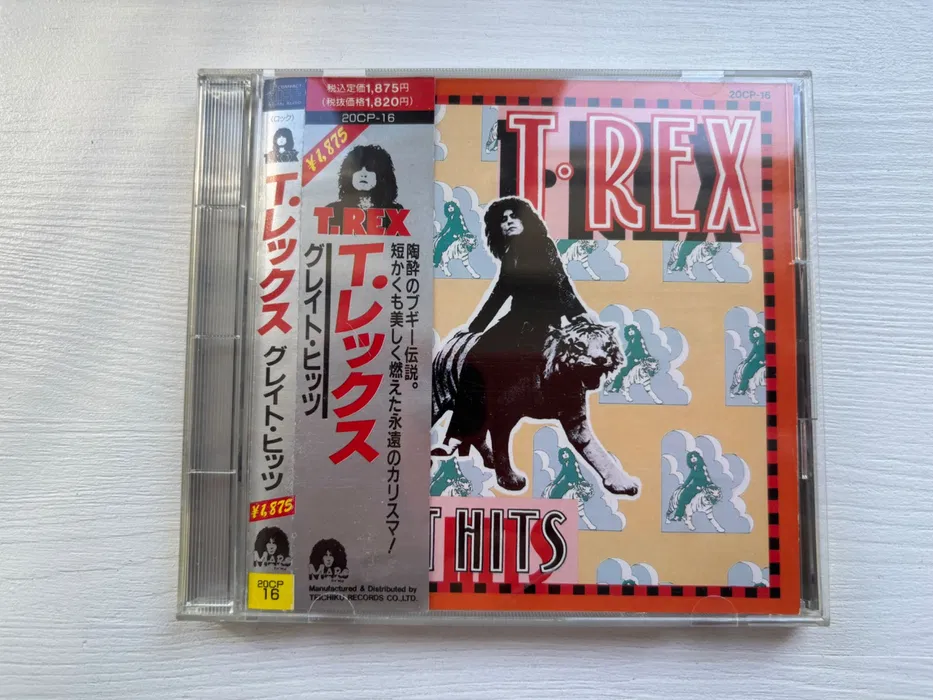 (ロック)
T.REX
T.レックス
グレイト・ヒッツ
¥1,875
MARC
20CP
16
税込定価1,875円
(税抜価格1,820円)
20CP-16
¥1,875
T.REX
T.レックス
グレイト・ヒッツ
陶酔のブギー伝説。
短かくも美しく燃えた永遠のカリスマ!
MARC
Manufactured & Distributed by
TEICHIKU RECORDS CO.,LTD.
20CP-16
T・REX
T HITS